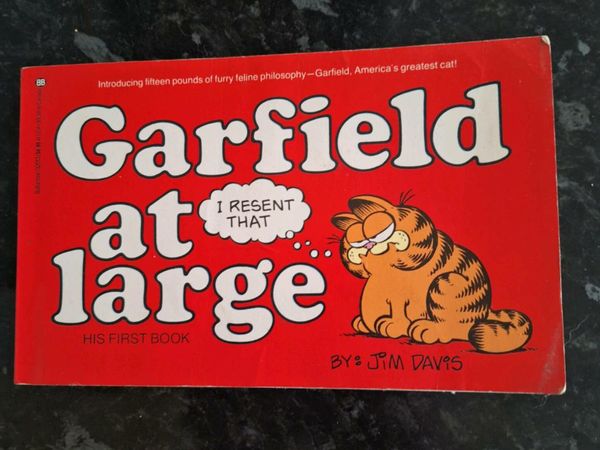 BB
Introducing fifteen pounds of furry feline philosophy—Garfield, America's greatest cat!
Garfield
at
I RESENT
THAT
large
HIS FIRST BOOK
BY: JIM DAVIS